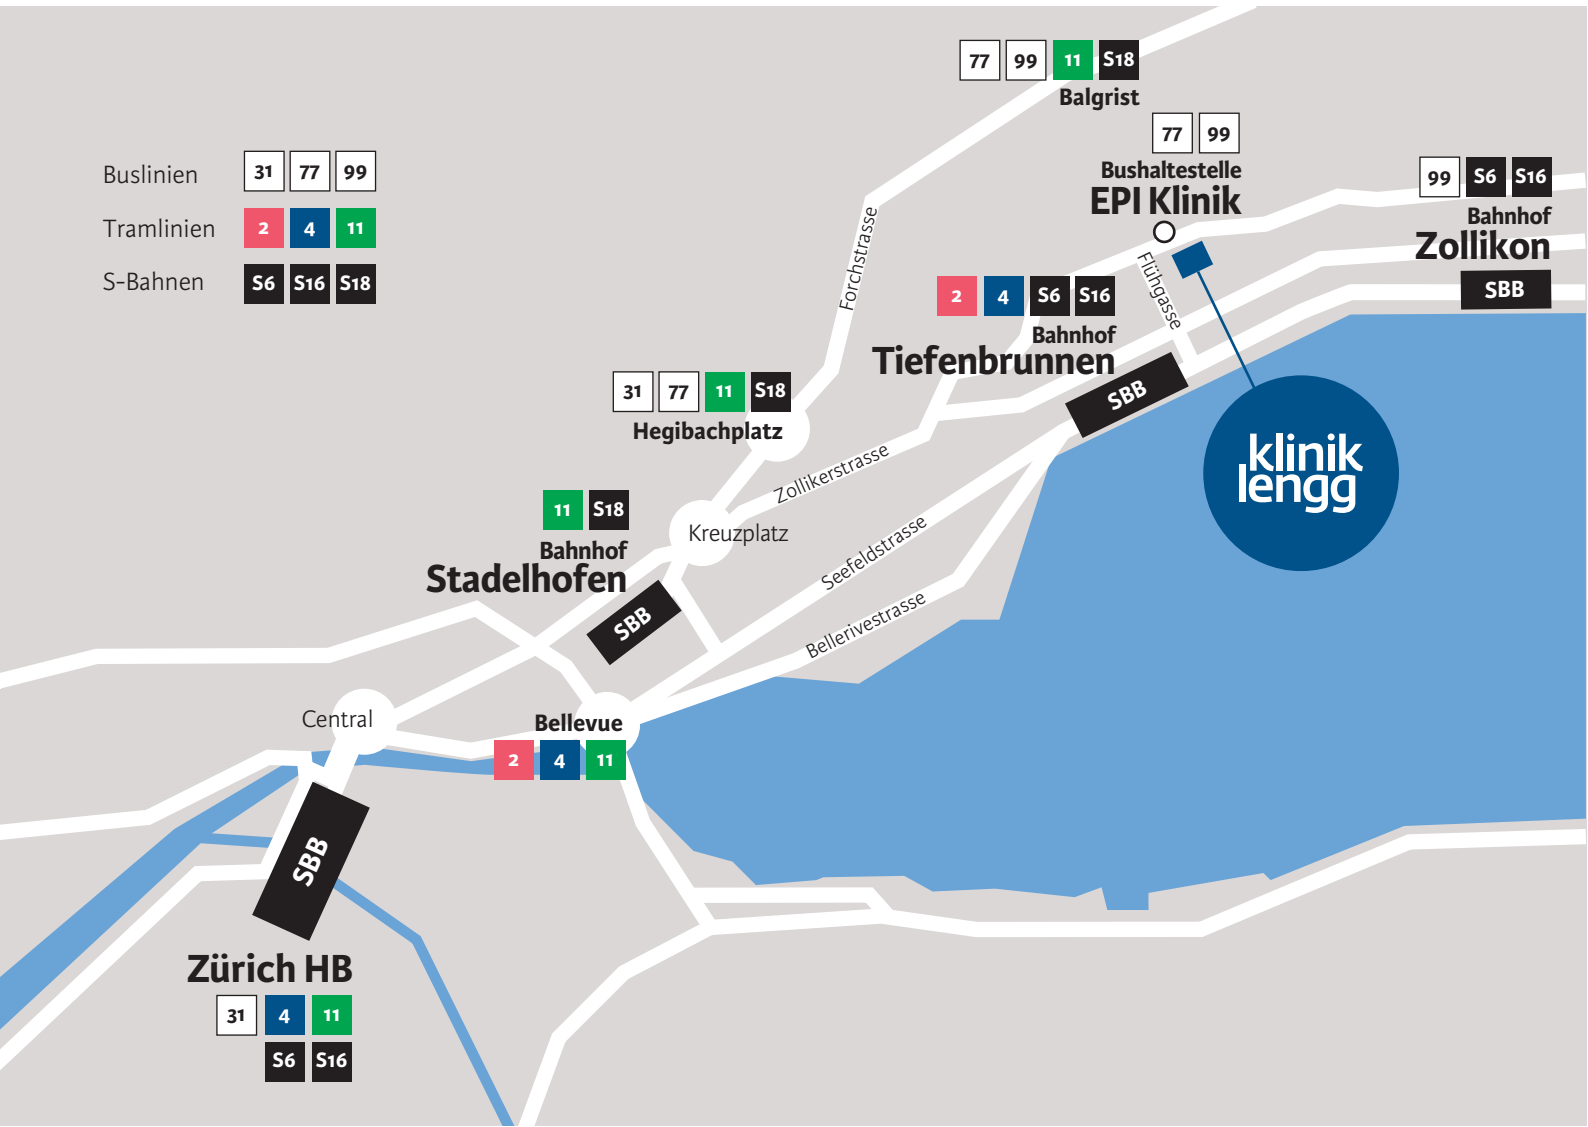 77 99 11 S18
Balgrist
77 99
Bushaltestelle
EPI Klinik
Buslinien 31 77 99
Tramlinien 2 4 11
S-Bahnen S6 S16 S18
99 S6 S16
Bahnhof
Zollikon
SBB
Forchstrasse
Flühgasse
2 4 S6 S16
Bahnhof
Tiefenbrunnen
SBB
31 77 11 S18
Hegibachplatz
klinik
lengg
Zollikerstrasse
11 S18
Bahnhof
Stadelhofen
Kreuzplatz
SBB
Seefeldstrasse
Bellerivestrasse
Central
Bellevue
2 4 11
SBB
Zürich HB
31 4 11
S6 S16